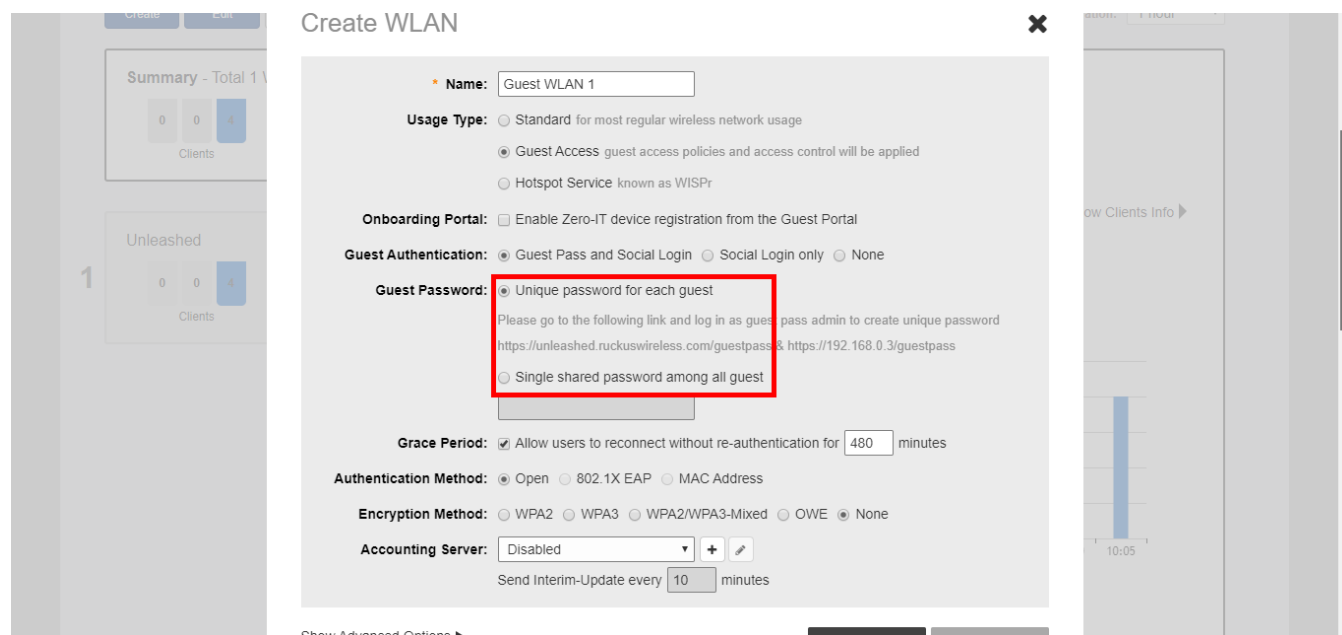 Create Edit
1 hour
Create WLAN
Summary - Total 1
0 0 4
Clients
* Name: Guest WLAN 1
Usage Type: Standard for most regular wireless network usage
Guest Access guest access policies and access control will be applied
Hotspot Service known as WISPr
Onboarding Portal: Enable Zero-IT device registration from the Guest Portal
ow Clients Info
Unleashed
Guest Authentication: Guest Pass and Social Login Social Login only None
1
0 0 4
Clients
Guest Password: Unique password for each guest
Please go to the following link and log in as guest pass admin to create unique password
https://unleashed.ruckuswireless.com/guestpass & https://192.168.0.3/guestpass
Single shared password among all guest
Grace Period: Allow users to reconnect without re-authentication for 480 minutes
Authentication Method: Open 802.1X EAP MAC Address
Encryption Method: WPA2 WPA3 WPA2/WPA3-Mixed OWE None
Accounting Server: Disabled
10:05
Send Interim-Update every 10 minutes
Show Advanced Options